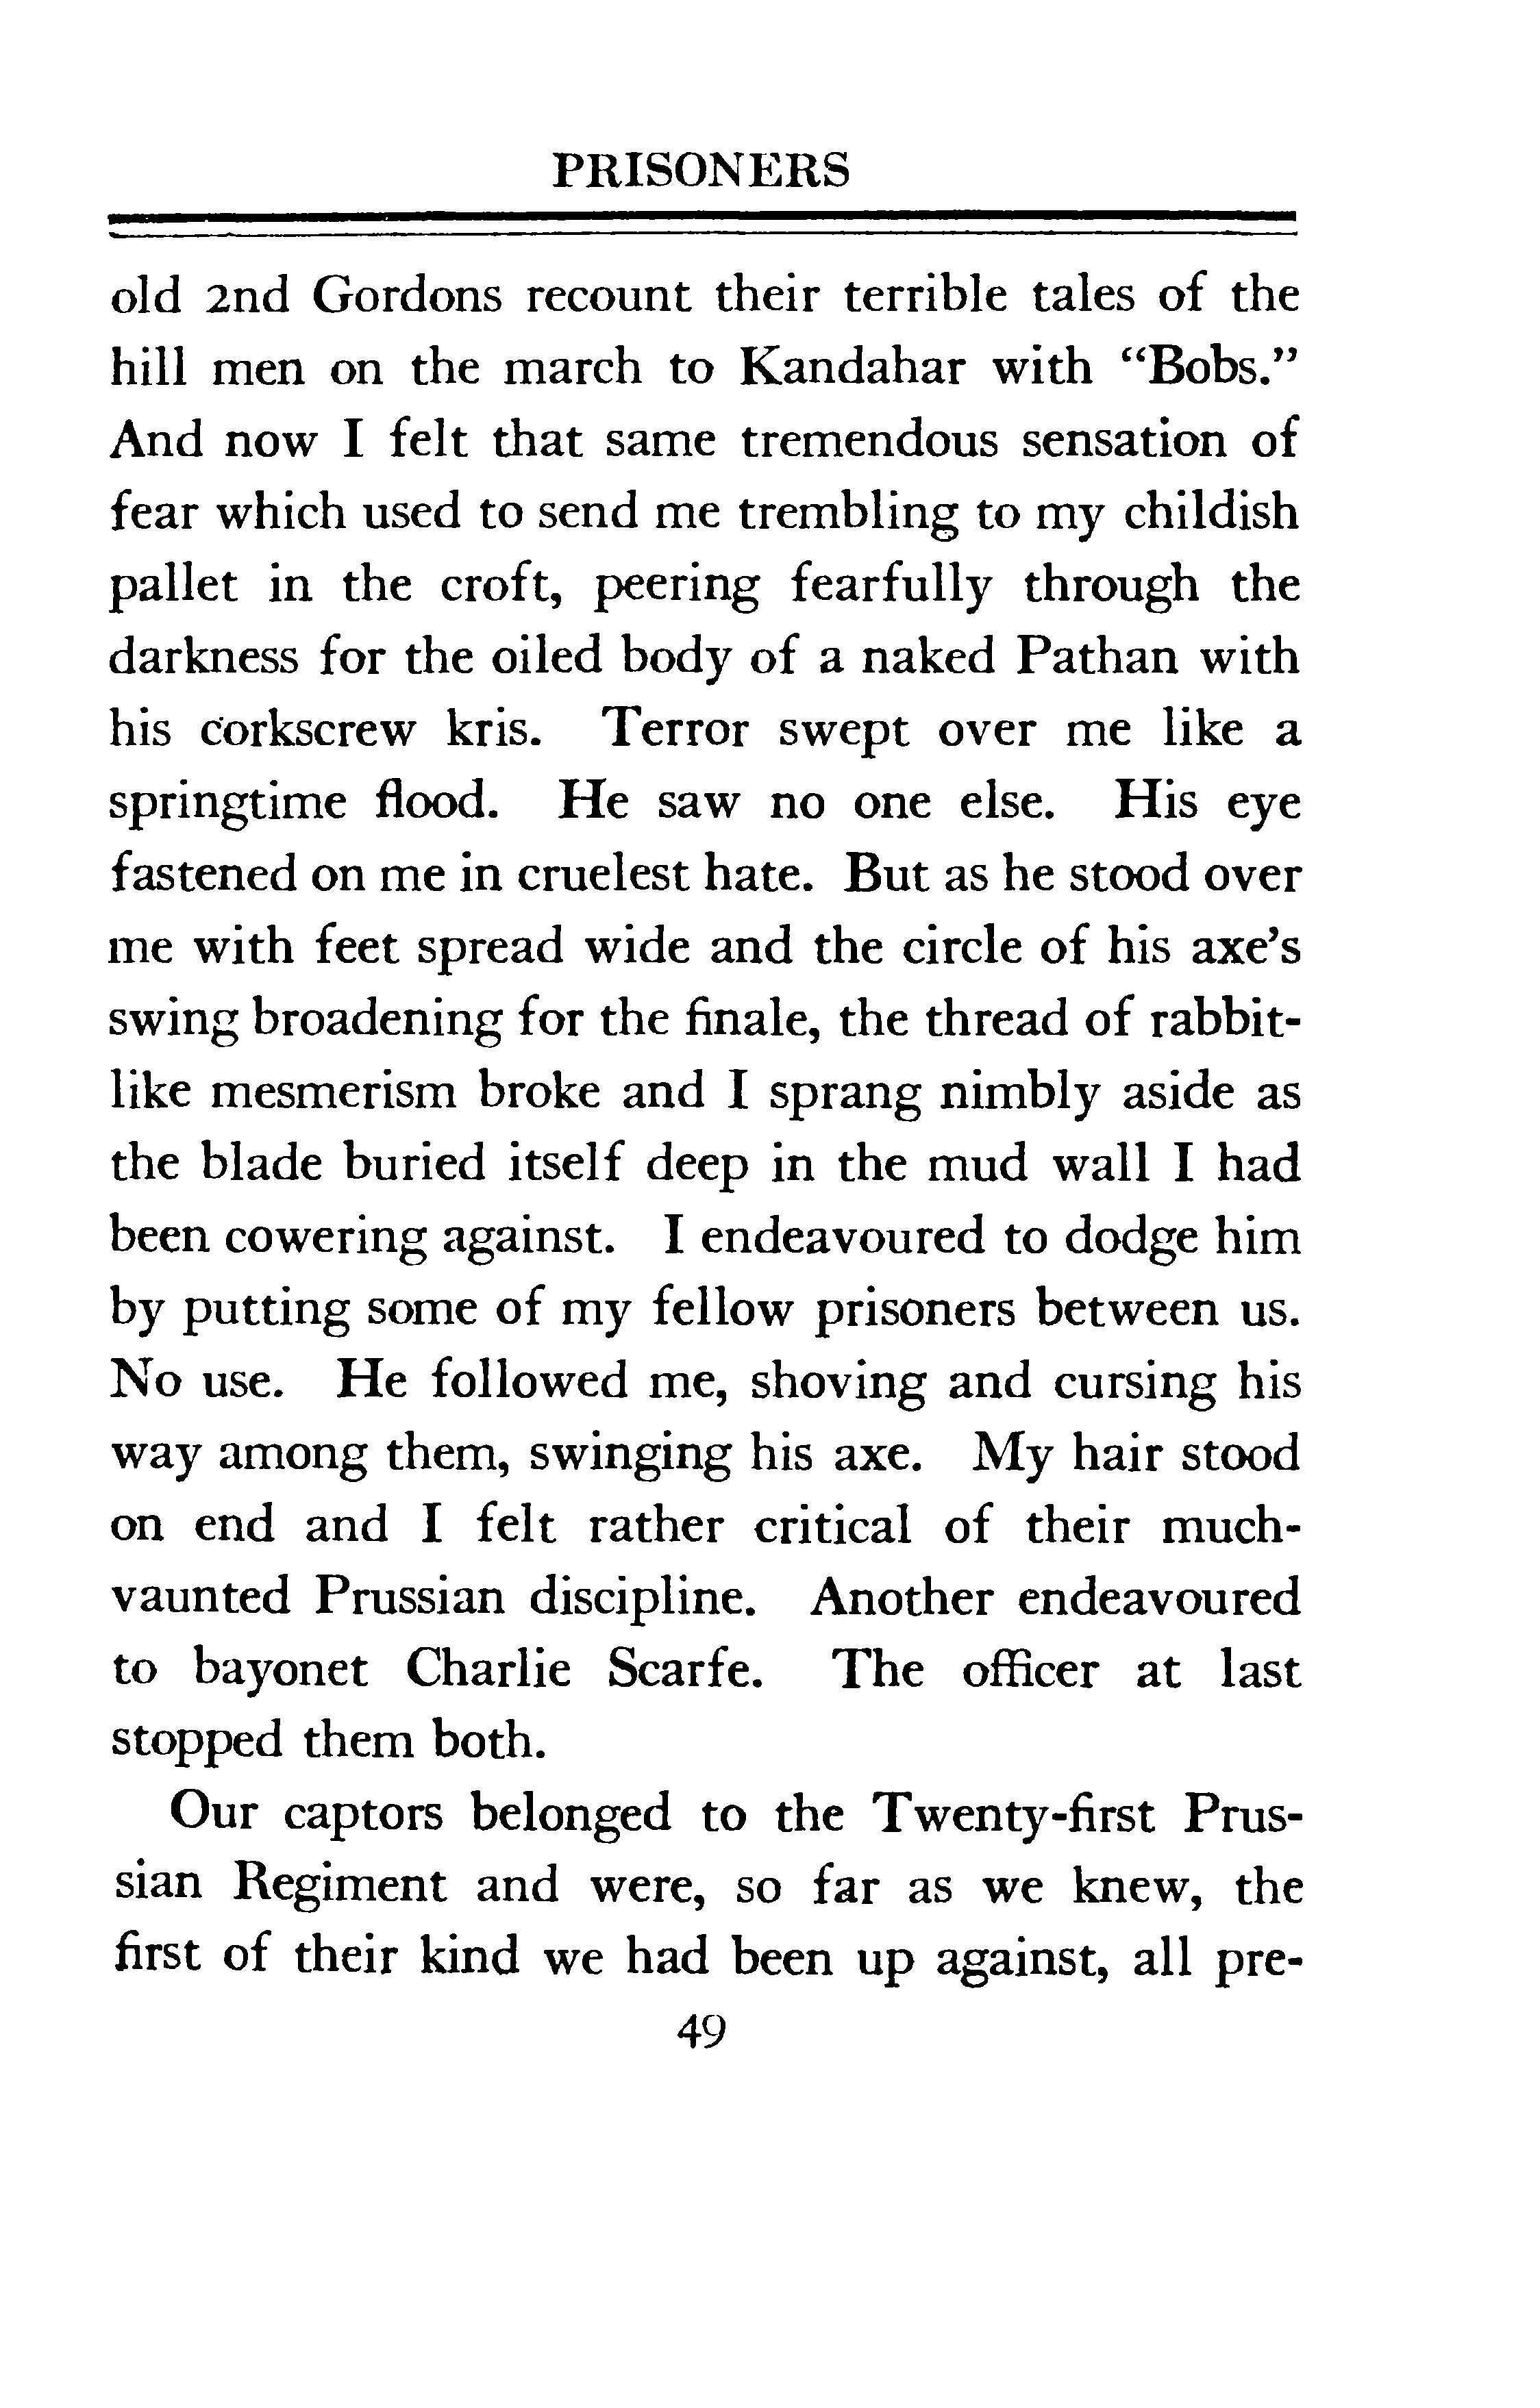 PRISONERS
old 2nd Gordons recount their terrible tales of the
hill men on the march to Kandahar with “Bobs.”
And now I felt that same tremendous sensation of
fear which used to send me trembling to my childish
pallet in the croft, peering fearfully through the
darkness for the oiled body of a naked Pathan with
his corkscrew kris. Terror swept over me like a
springtime flood. He saw no one else. His eye
fastened on me in cruelest hate. But as he stood over
me with feet spread wide and the circle of his axe’s
swing broadening for the finale, the thread of rabbit-
like mesmerism broke and I sprang nimbly aside as
the blade buried itself deep in the mud wall I had
been cowering against. I endeavoured to dodge him
by putting some of my fellow prisoners between us.
No use. He followed me, shoving and cursing his
way among them, swinging his axe. My hair stood
on end and I felt rather critical of their much-
vaunted Prussian discipline. Another endeavoured
to bayonet Charlie Scarfe. The officer at last
stopped them both.
Our captors belonged to the Twenty-first Prus-
sian Regiment and were, so far as we knew, the
first of their kind we had been up against, all pre-
49